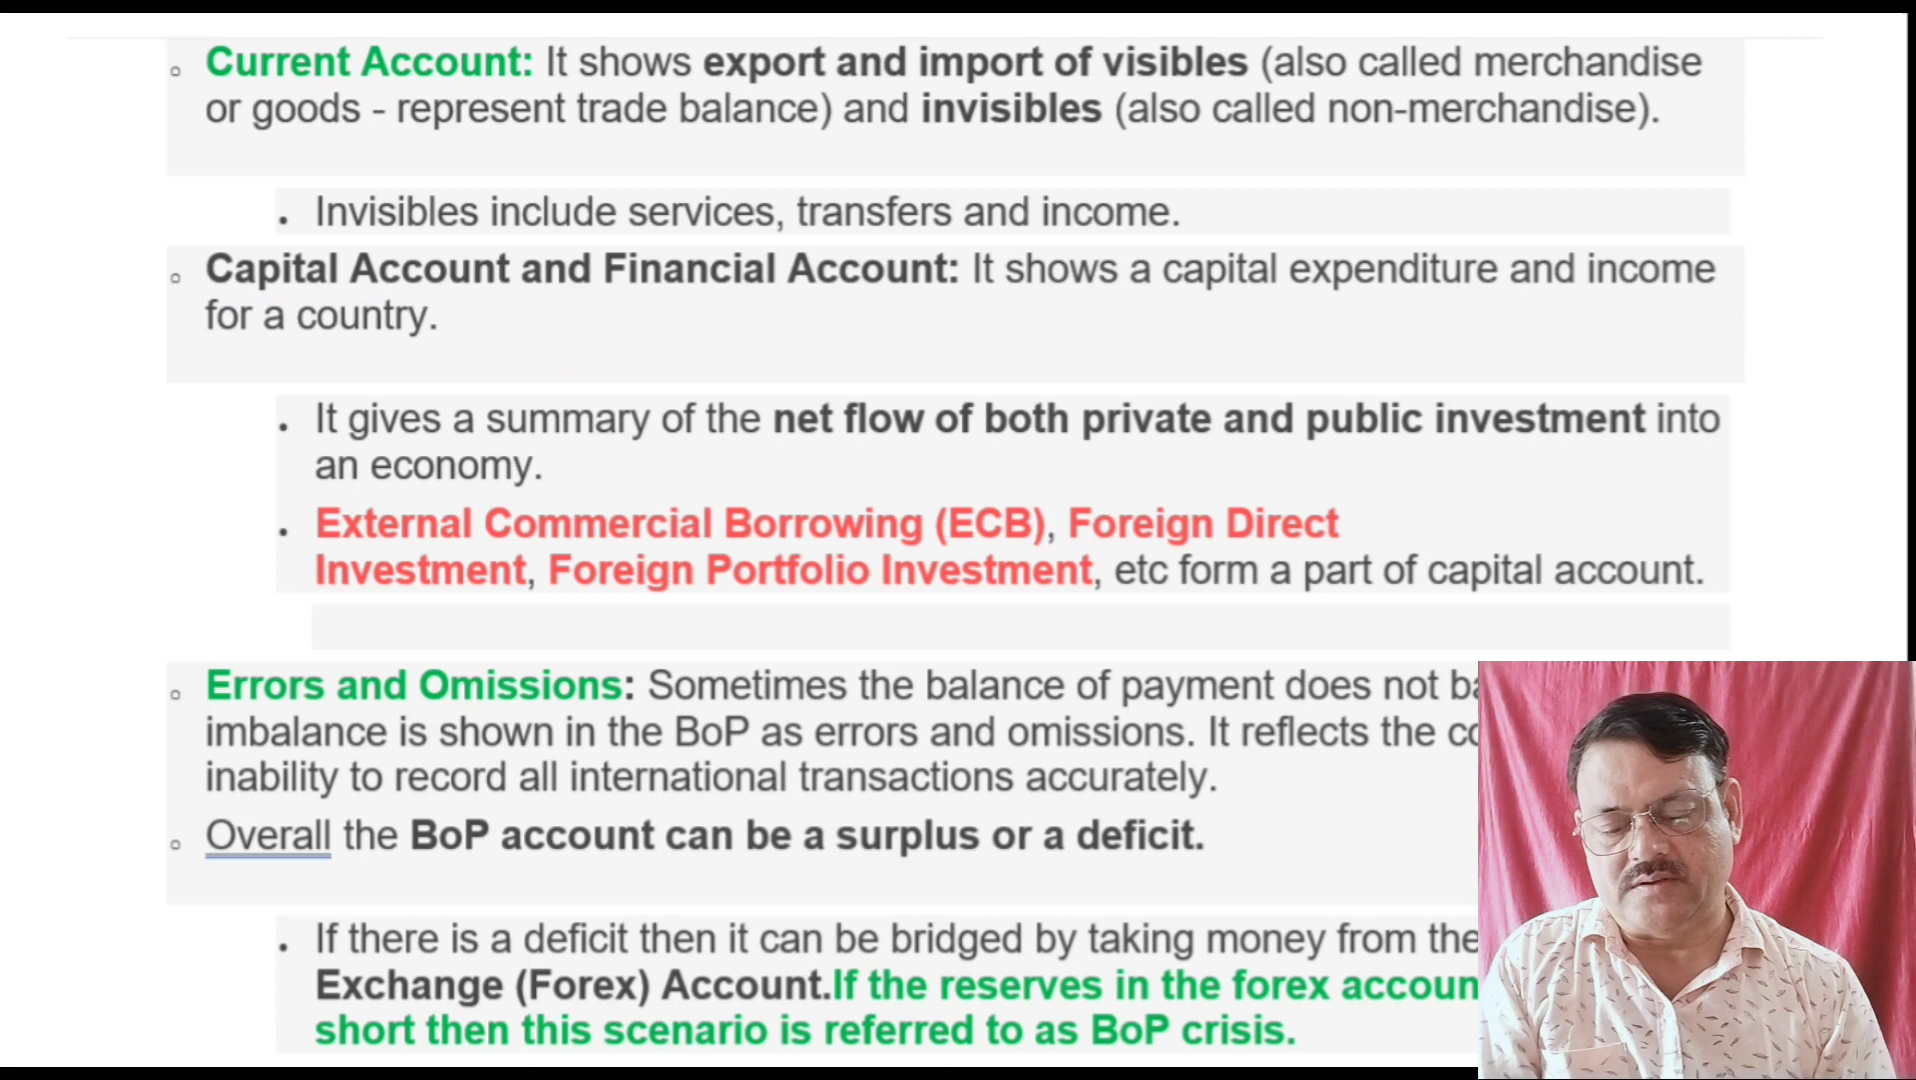 Current Account: It shows export and import of visibles (also called merchandise
or goods - represent trade balance) and invisibles (also called non-merchandise).
Invisibles include services, transfers and income.
Capital Account and Financial Account: It shows a capital expenditure and income
for a country.
It gives a summary of the net flow of both private and public investment into
an economy.
External Commercial Borrowing (ECB), Foreign Direct
Investment, Foreign Portfolio Investment, etc form a part of capital account.
Errors and Omissions: Sometimes the balance of payment does not
imbalance is shown in the BoP as errors and omissions. It reflects the
inability to record all international transactions accurately.
Overall the BoP account can be a surplus or a deficit.
If there is a deficit then it can be bridged by taking money from the
Exchange (Forex) Account.If the reserves in the forex
short then this scenario is referred to as BoP crisis.